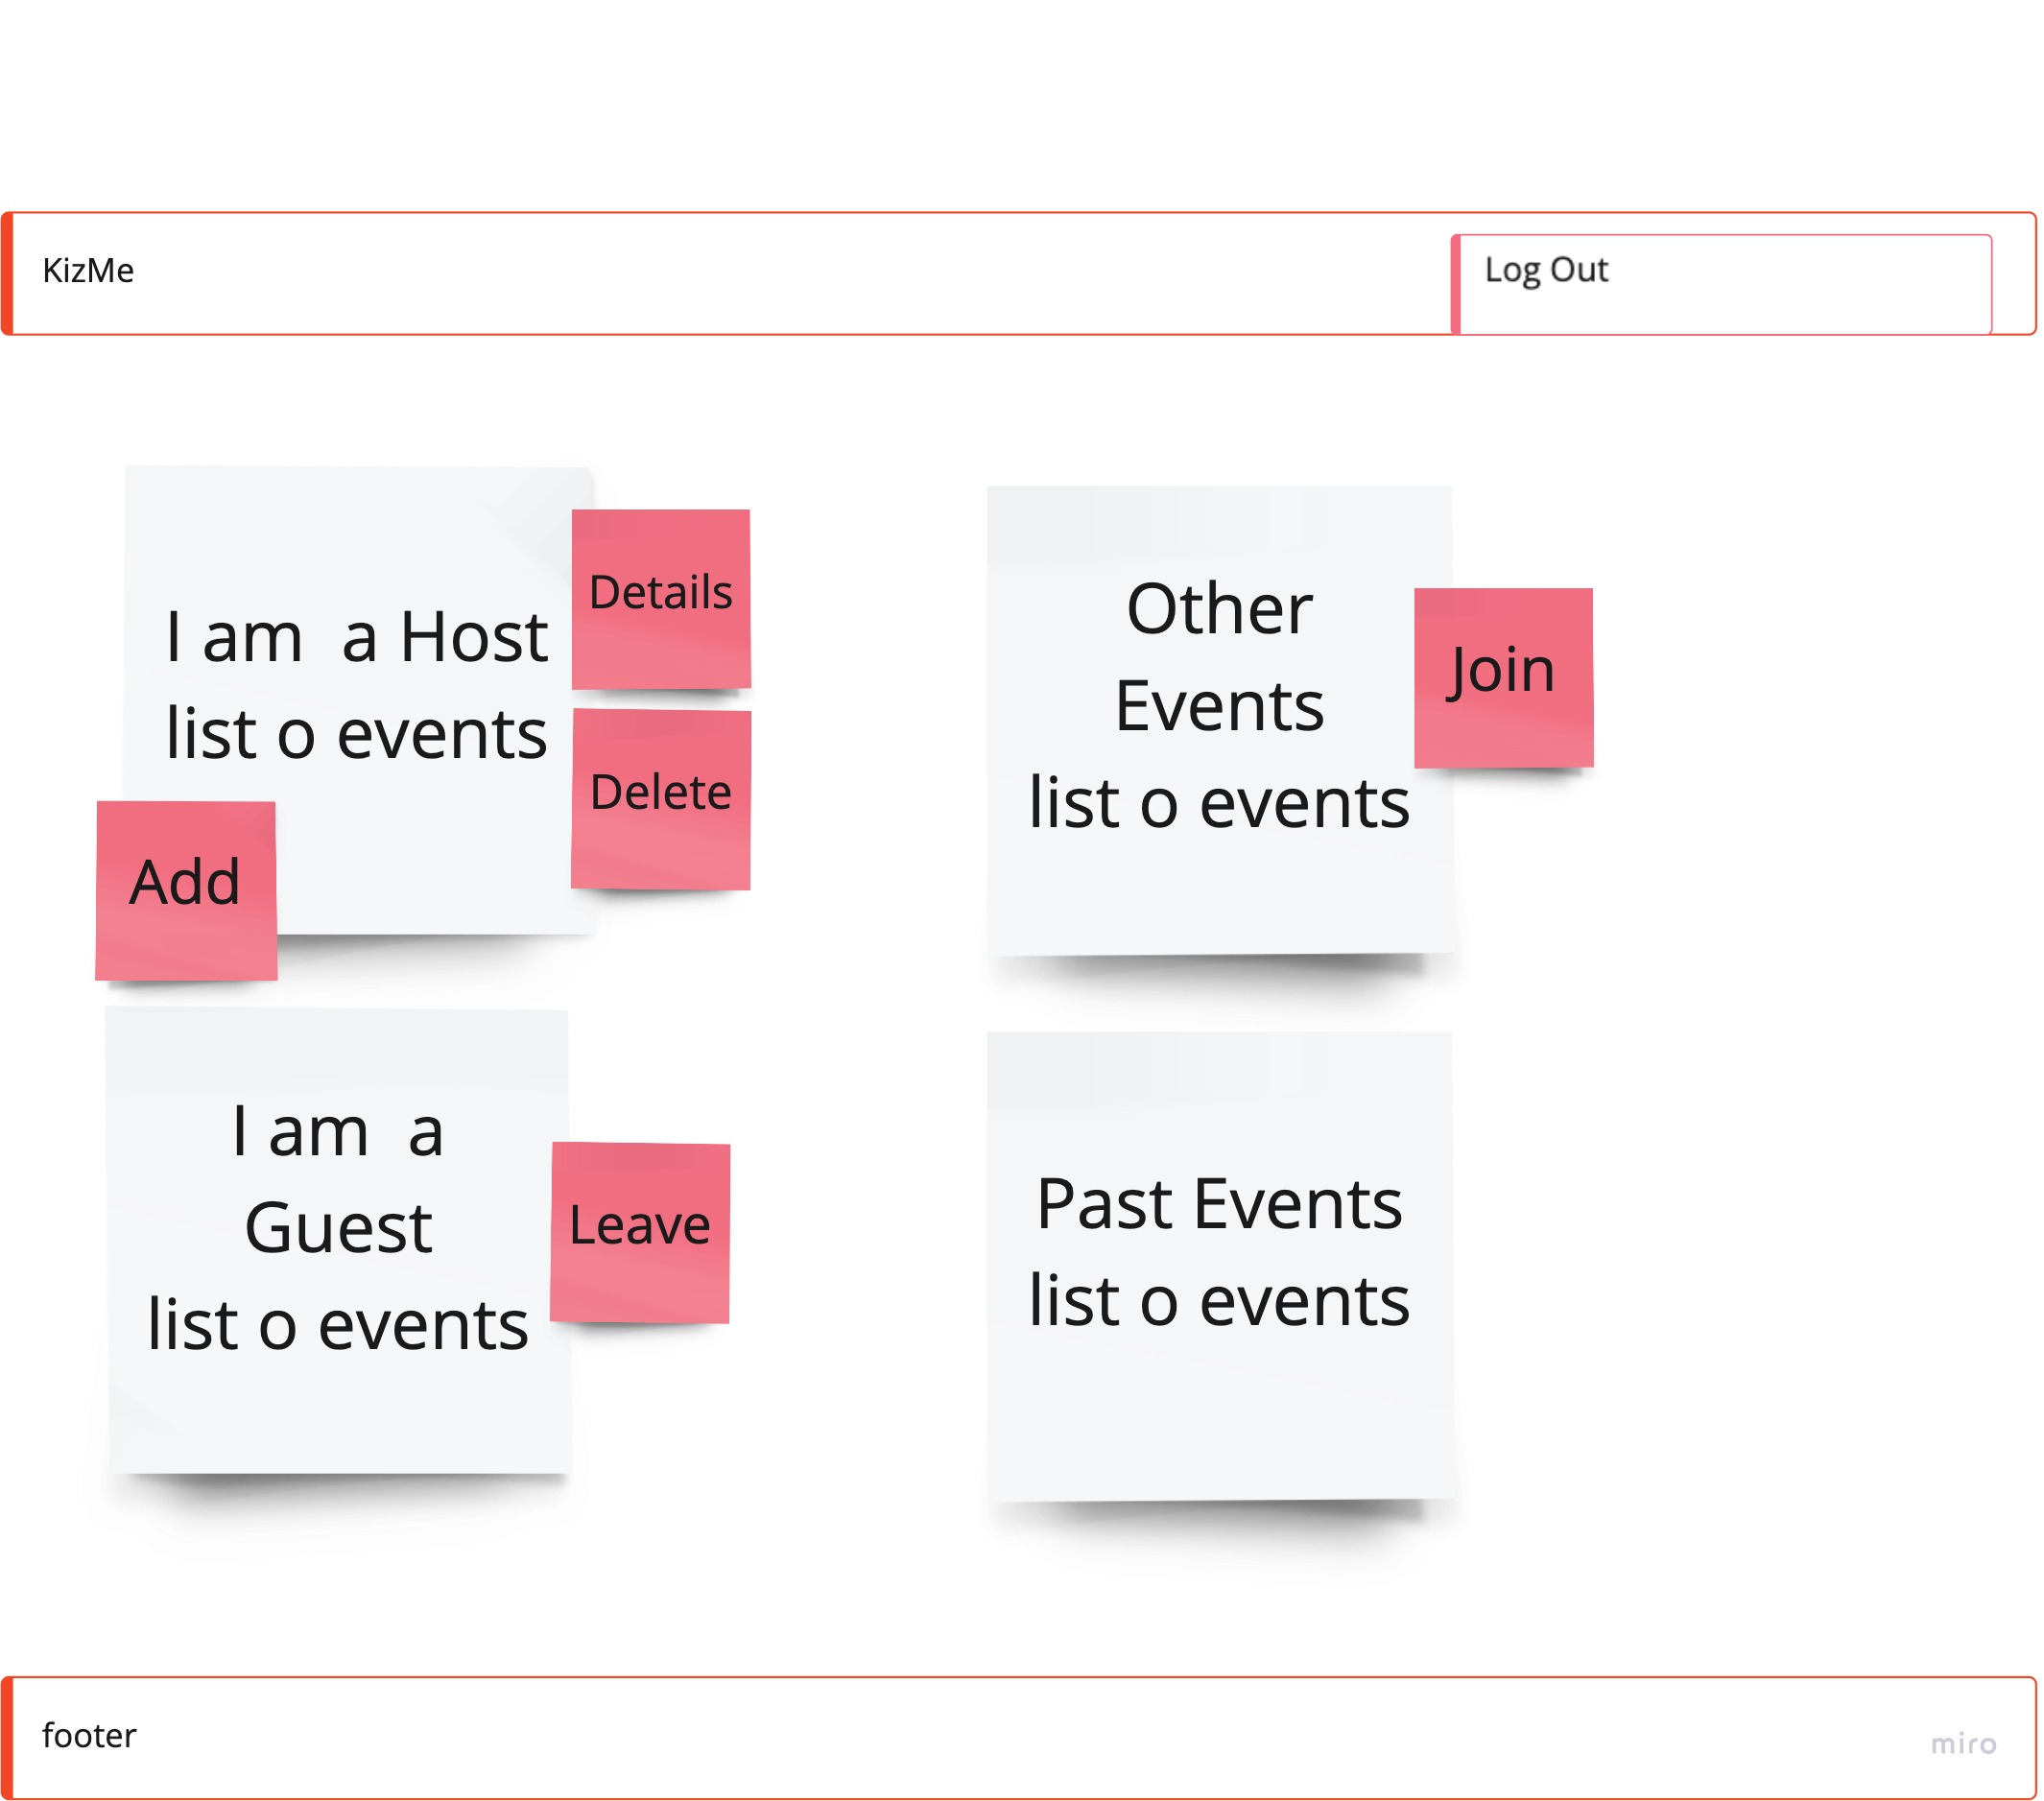 KizMe
Log Out
I am  a Host
list o events
Details
Delete
Add
Other
Events
list o events
Join
I am  a
Guest
list o events
Leave
Past Events
list o events
footer
miro